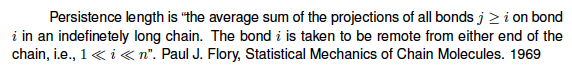 Persistence length is “the average sum of the projections of all bonds j ≥ i on bond
i in an indefinetely long chain. The bond i is taken to be remote from either end of the
chain, i.e., 1 ≪ i ≪ n”. Paul J. Flory, Statistical Mechanics of Chain Molecules. 1969